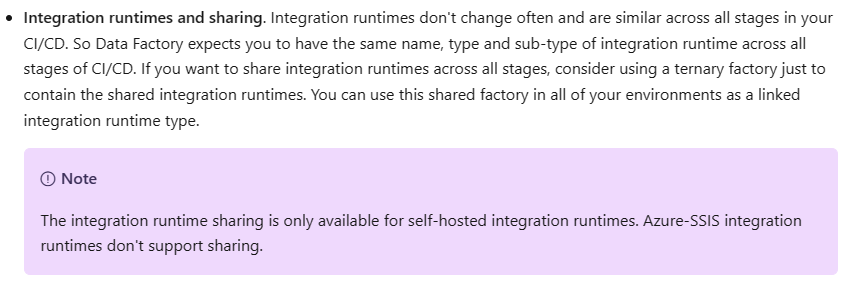 • Integration runtimes and sharing. Integration runtimes don't change often and are similar across all stages in your
CI/CD. So Data Factory expects you to have the same name, type and sub-type of integration runtime across all
stages of CI/CD. If you want to share integration runtimes across all stages, consider using a ternary factory just to
contain the shared integration runtimes. You can use this shared factory in all of your environments as a linked
integration runtime type.
Note
The integration runtime sharing is only available for self-hosted integration runtimes. Azure-SSIS integration
runtimes don't support sharing.